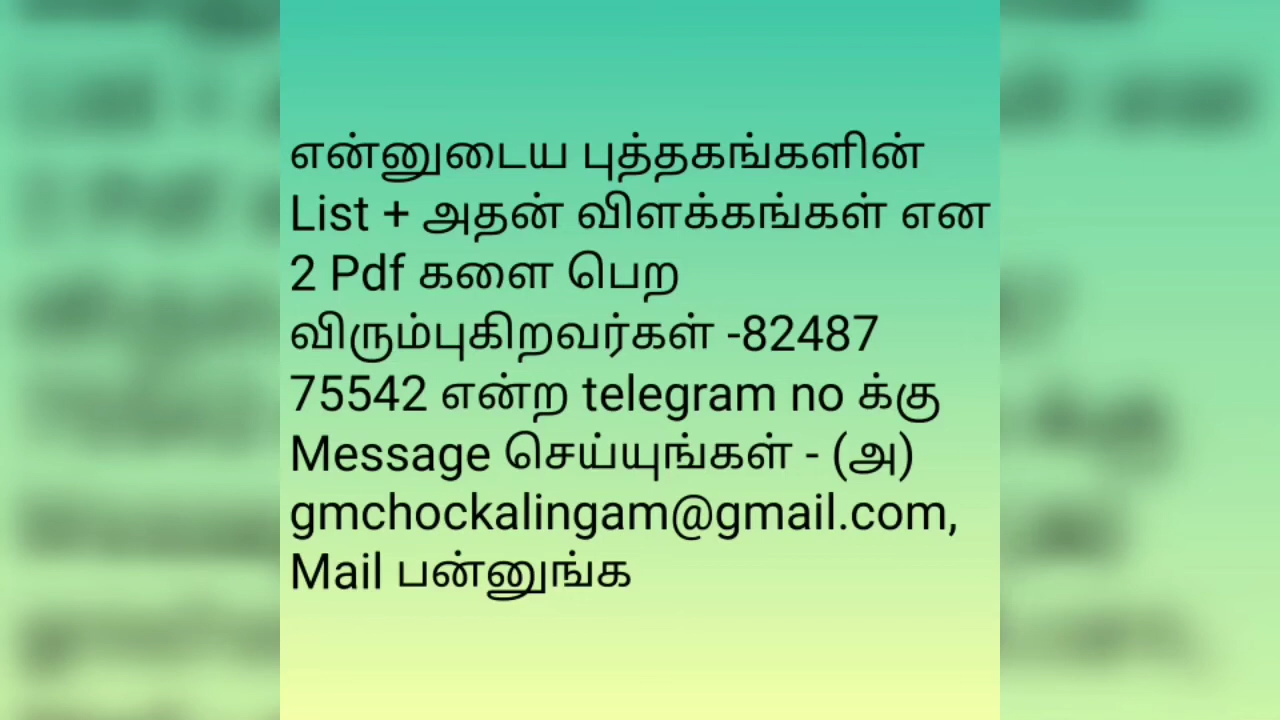 என்னுடைய புத்தகங்களின்
List + அதன் விளக்கங்கள் என
2 Pdf களை பெற
விரும்புகிறவர்கள் -82487
75542 என்ற telegram no க்கு
Message செய்யுங்கள் - (அ)
gmchockalingam@gmail.com,
Mail பன்னுங்க